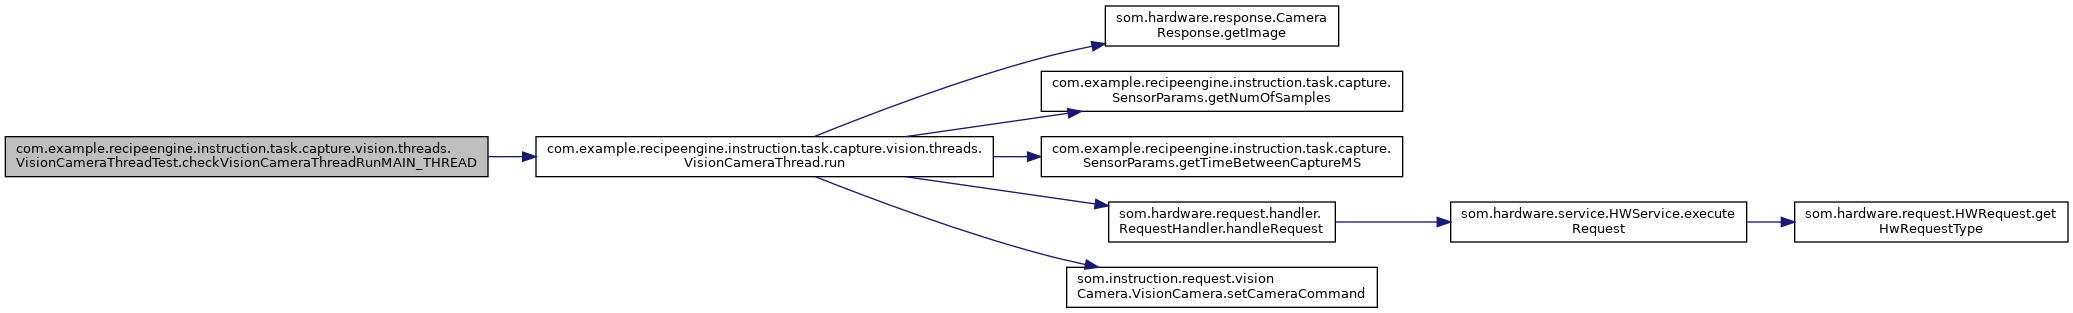 som.hardware.response.Camera
Response.getImage
com.example.recipeengine.instruction.task.capture.
SensorParams.getNumOfSamples
com.example.recipeengine.instruction.task.capture.vision.threads.
VisionCameraThreadTest.checkVisionCameraThreadRunMAIN_THREAD
com.example.recipeengine.instruction.task.capture.vision.threads.
VisionCameraThread.run
com.example.recipeengine.instruction.task.capture.
SensorParams.getTimeBetweenCaptureMS
som.hardware.request.handler.
RequestHandler.handleRequest
som.hardware.service.HWService.execute
Request
som.hardware.request.HWRequest.get
HwRequestType
som.instruction.request.vision
Camera.VisionCamera.setCameraCommand